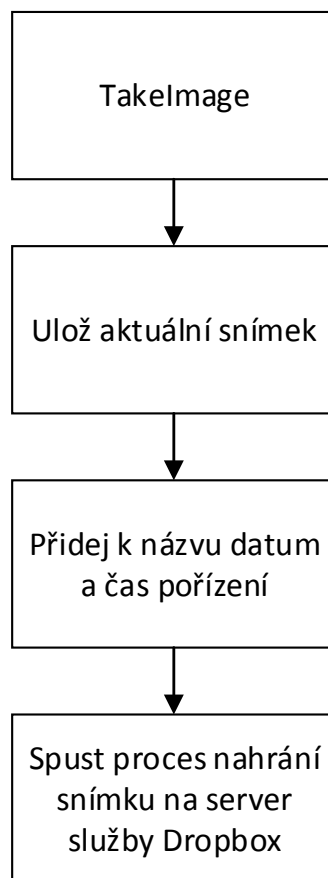 TakeImage
Ulož aktuální snímek
Přidej k názvu datum
a čas pořízení
Spust proces nahrání
snímku na server
služby Dropbox